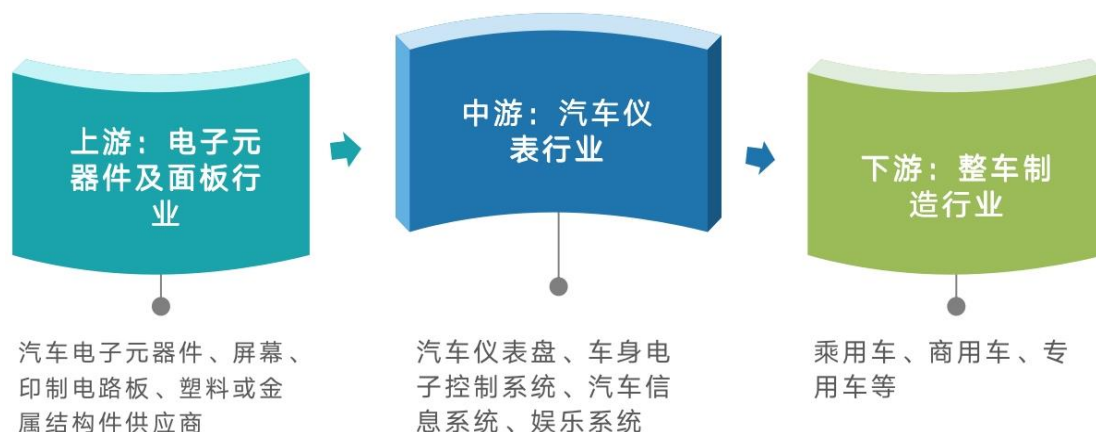 上游：电子元
器件及面板行
业
中游：汽车仪
表行业
下游：整车制
造行业
汽车电子元器件、屏幕、
印制电路板、塑料或金
属结构件供应商
汽车仪表盘、车身电
子控制系统、汽车信
息系统、娱乐系统
乘用车、商用车、专
用车等